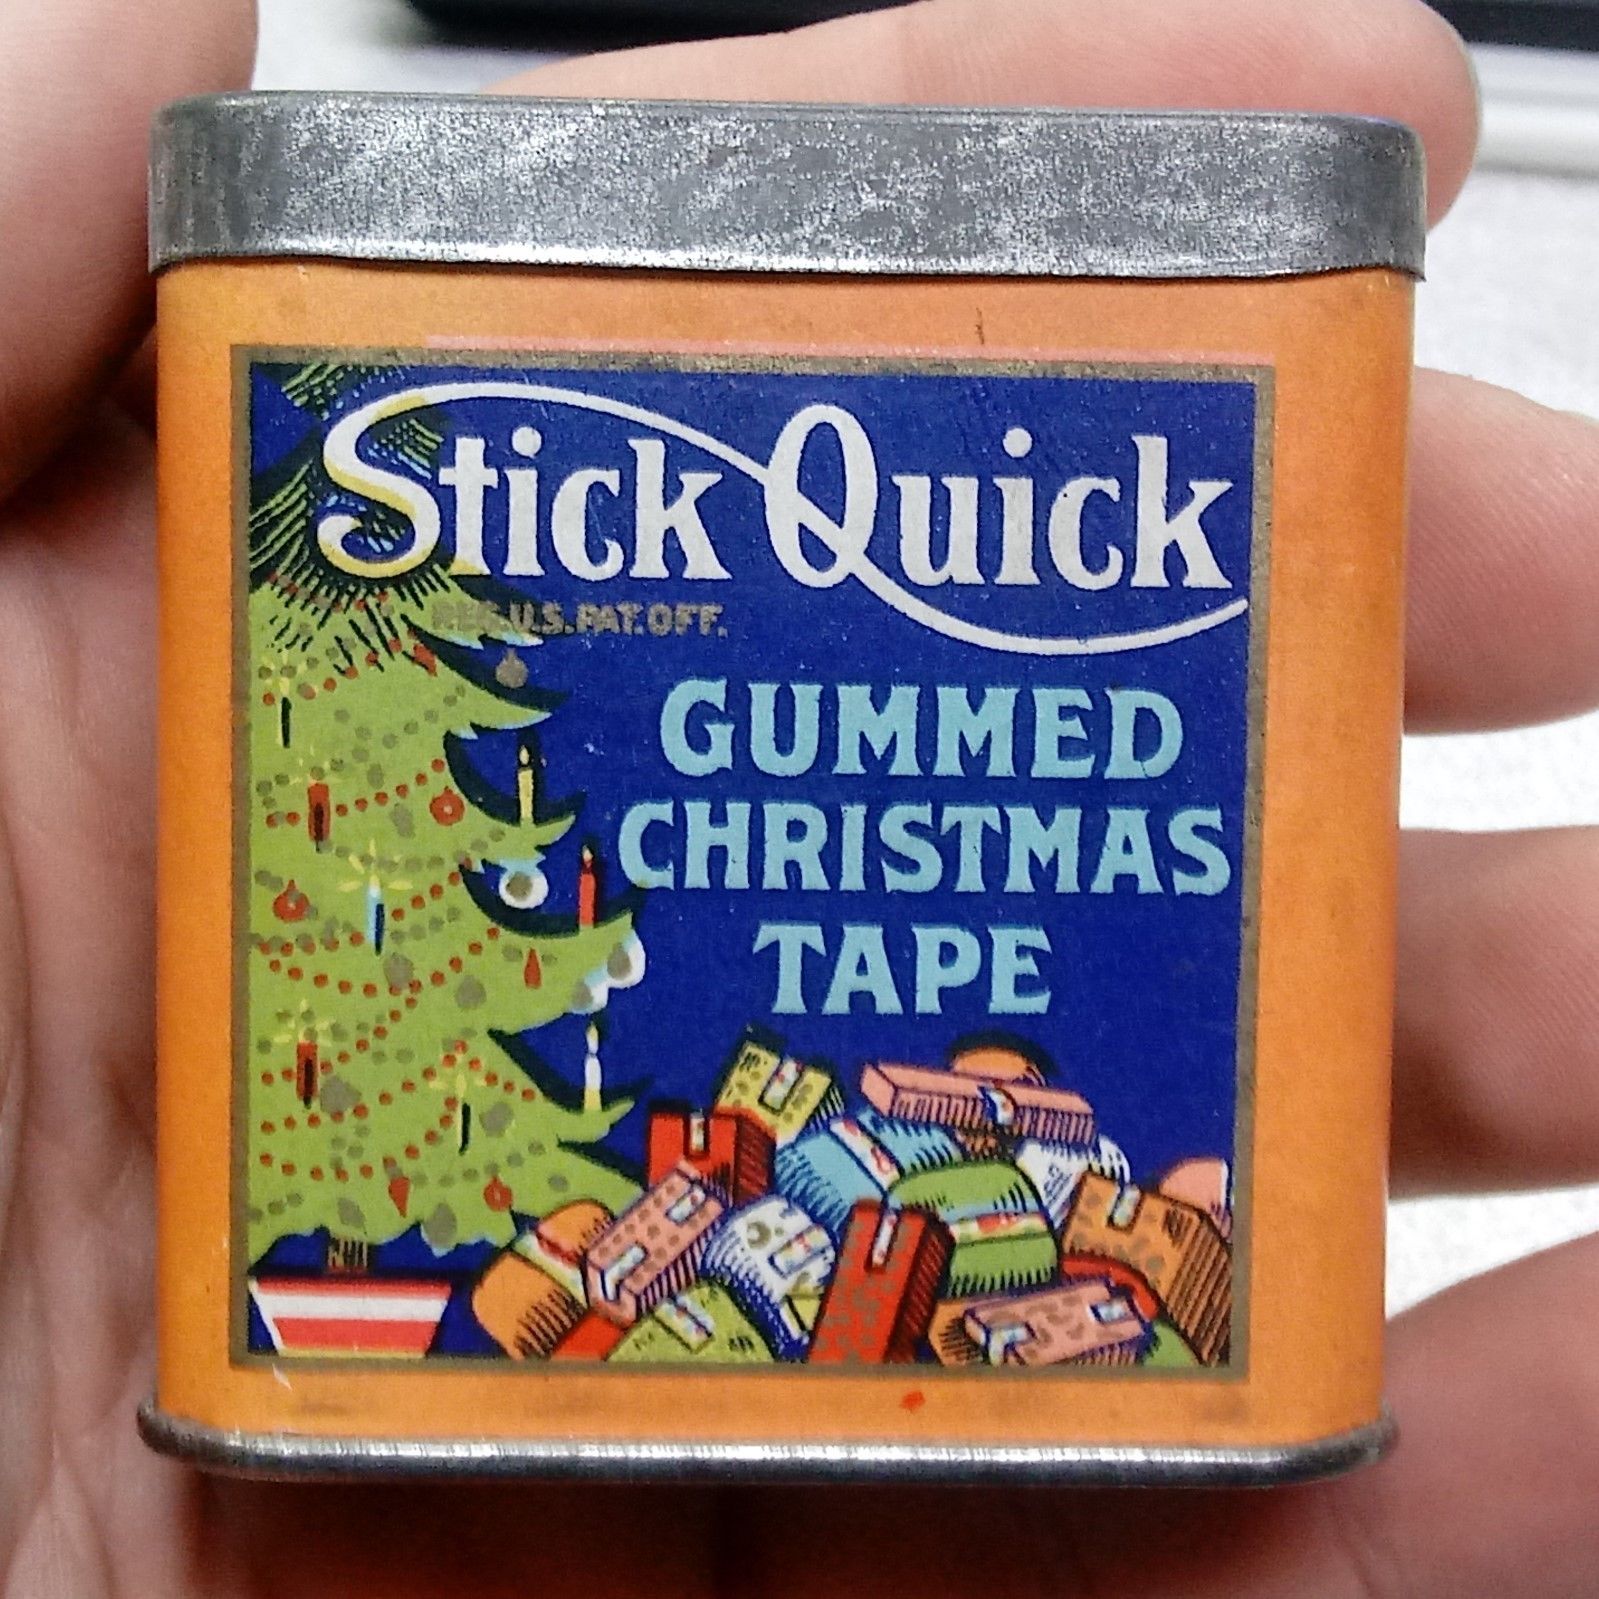 Stick Quick
REG.U.S.PAT.OFF.
GUMMED
CHRISTMAS
TAPE